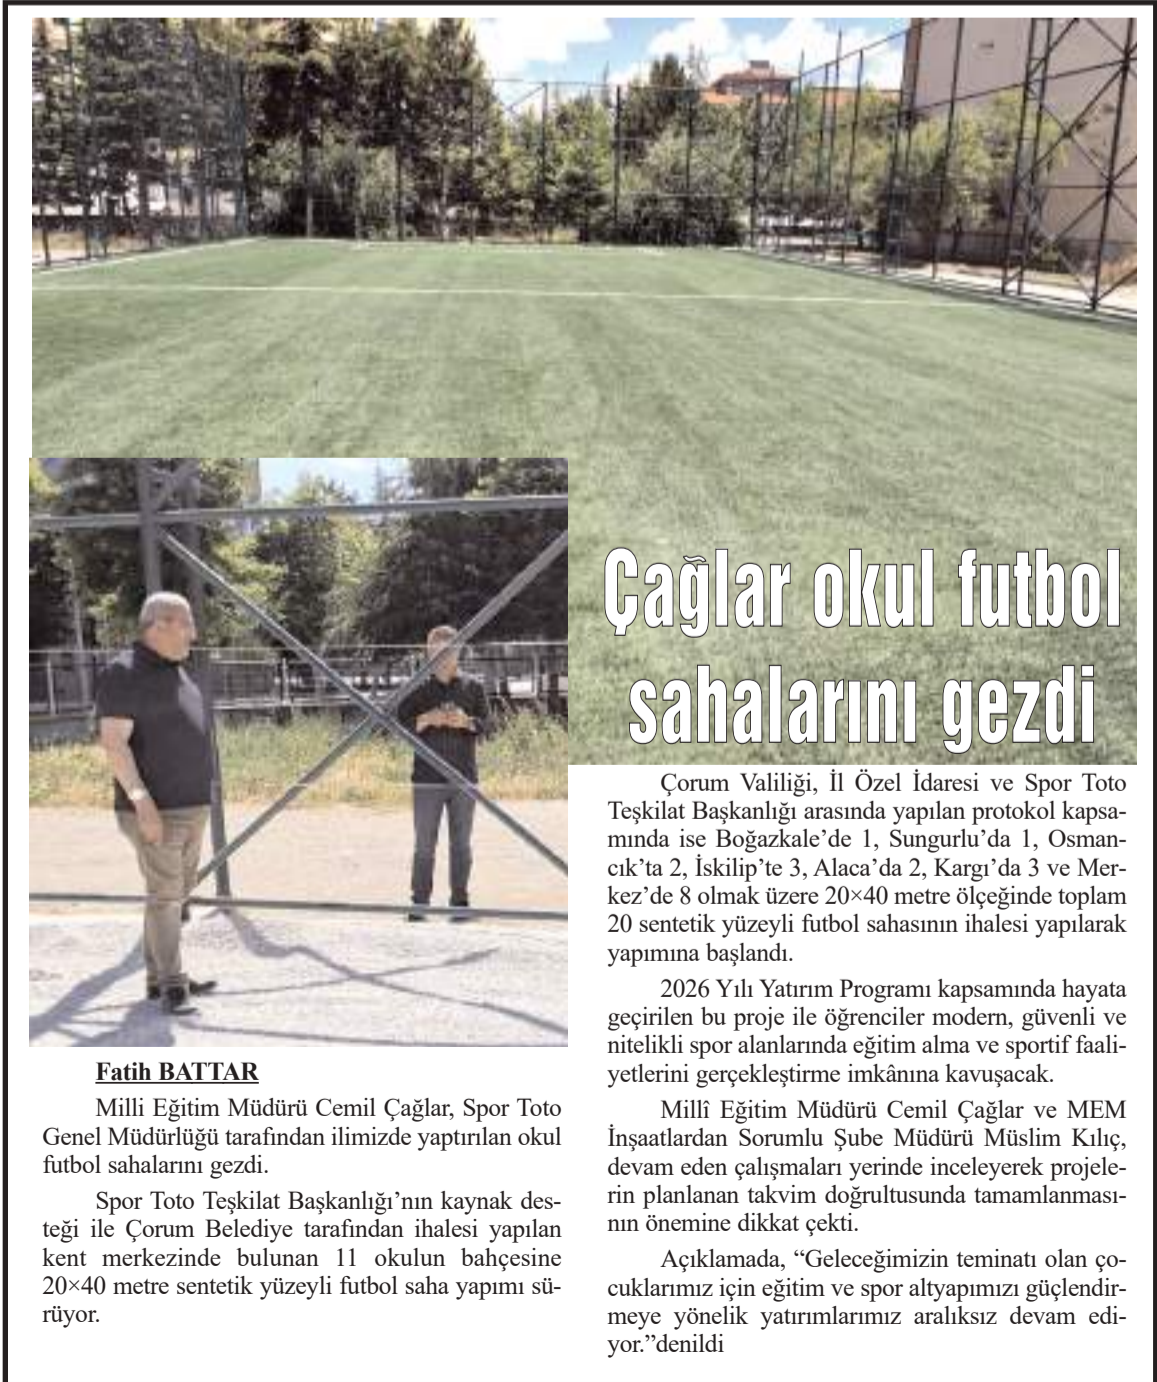 Çağlar okul futbol
sahalarını gezdi
Fatih BATTAR
Milli Eğitim Müdürü Cemil Çağlar, Spor Toto
Genel Müdürlüğü tarafından ilimizde yaptırılan okul
futbol sahalarını gezdi.
Spor Toto Teşkilat Başkanlığı’nın kaynak des-
teği ile Çorum Belediye tarafından ihalesi yapılan
kent merkezinde bulunan 11 okulun bahçesine
20×40 metre sentetik yüzeyli futbol saha yapımı sü-
rüyor.
Çorum Valiliği, İl Özel İdaresi ve Spor Toto
Teşkilat Başkanlığı arasında yapılan protokol kapsa-
mında ise Boğazkale’de 1, Sungurlu’da 1, Osman-
cık’ta 2, İskilip’te 3, Alaca’da 2, Kargı’da 3 ve Mer-
kez’de 8 olmak üzere 20×40 metre ölçeğinde toplam
20 sentetik yüzeyli futbol sahasının ihalesi yapılarak
yapımına başlandı.
2026 Yılı Yatırım Programı kapsamında hayata
geçirilen bu proje ile öğrenciler modern, güvenli ve
nitelikli spor alanlarında eğitim alma ve sportif faali-
yetlerini gerçekleştirme imkânına kavuşacak.
Millî Eğitim Müdürü Cemil Çağlar ve MEM
İnşaatlardan Sorumlu Şube Müdürü Müslim Kılıç,
devam eden çalışmaları yerinde inceleyerek projele-
rin planlanan takvim doğrultusunda tamamlanması-
nın önemine dikkat çekti.
Açıklamada, “Geleceğimizin teminatı olan ço-
cuklarımız için eğitim ve spor altyapımızı güçlendir-
meye yönelik yatırımlarımız aralıksız devam edi-
yor.”denildi